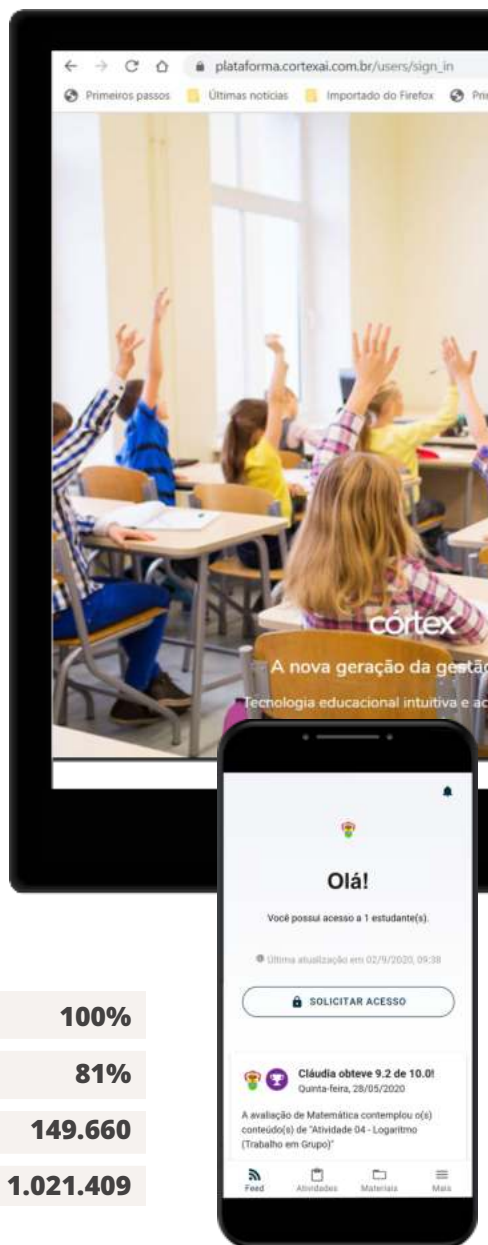 plataforma.cortexai.com.br/users/sign_in
Primeiros passos Últimas notícias Importado do Firefox
córtex
A nova geração da gestão
Tecnologia educacional intuitiva e
Olá!
Você possui acesso a 1 estudante(s).
Última atualização em 02/9/2020, 09:38
SOLICITAR ACESSO
Cláudia obteve 9.2 de 10.0!
Quinta-feira, 28/05/2020
A avaliação de Matemática contemplou o(s)
conteúdo(s) de "Atividade 04 - Logaritmo
(Trabalho em Grupo)"
Feed Atividades Materiais Mais
100%
81%
149.660
1.021.409